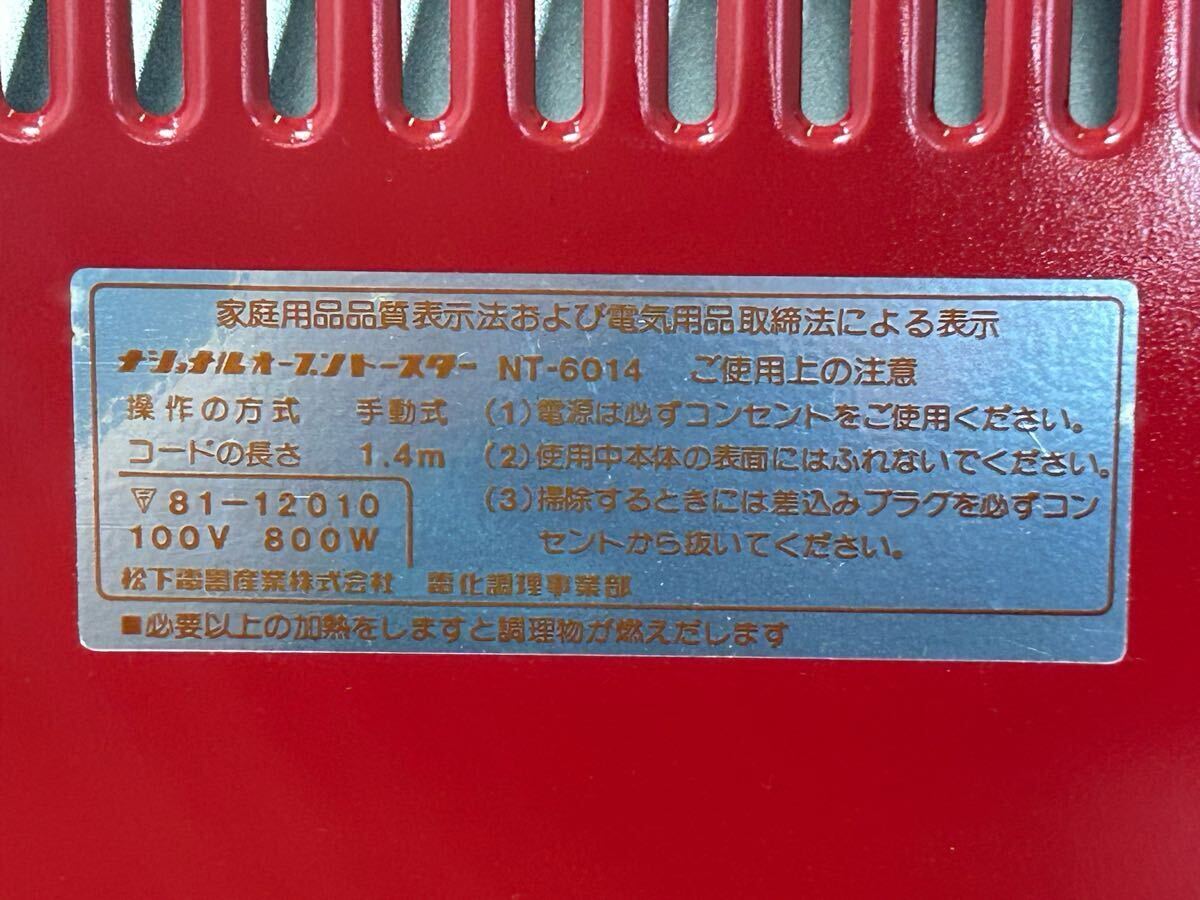 家庭用品品質表示法および電気用品取締法による表示
ナショナルオーブントースター NT-6014
操作の方式 手動式
コードの長さ 1.4m
〒81-12010
100V 800W
ご使用上の注意
(1)電源は必ずコンセントをご使用ください。
(2)使用中本体の表面にはふれないでください。
(3)掃除するときには差込みプラグを必ずコン
セントから抜いてください。
松下電器産業株式会社 電化調理事業部
■必要以上の加熱をしますと調理物が燃えだします